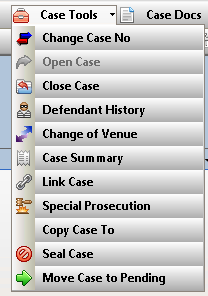 Case Tools Case Docs
Change Case No
Open Case
Close Case
Defendant History
Change of Venue
Case Summary
Link Case
Special Prosecution
Copy Case To
Seal Case
Move Case to Pending